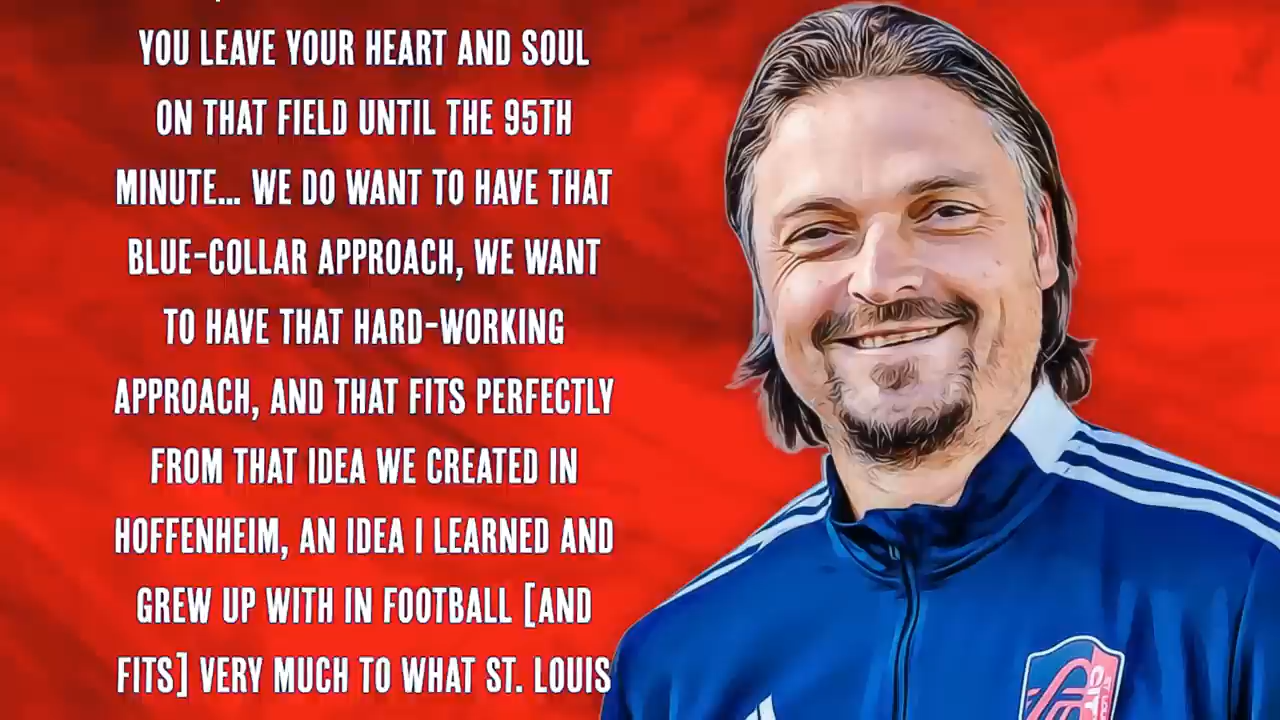 YOU LEAVE YOUR HEART AND SOUL
ON THAT FIELD UNTIL THE 95TH
MINUTE... WE DO WANT TO HAVE THAT
BLUE-COLLAR APPROACH, WE WANT
TO HAVE THAT HARD-WORKING
APPROACH, AND THAT FITS PERFECTLY
FROM THAT IDEA WE CREATED IN
HOFFENHEIM, AN IDEA I LEARNED AND
GREW UP WITH IN FOOTBALL [AND
FITS] VERY MUCH TO WHAT ST. LOUIS
CITY